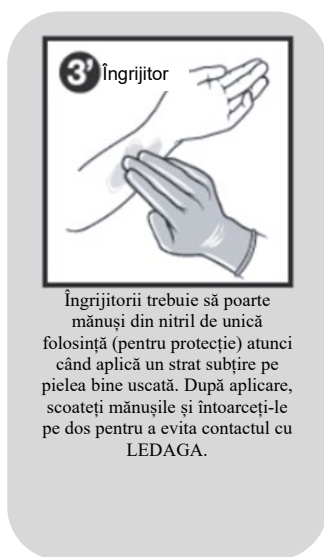 3’ Îngrijitor
Îngrijitorii trebuie să poarte
mănuși din nitril de unică
folosință (pentru protecție) atunci
când aplică un strat subțire pe
pielea bine uscată. După aplicare,
scoateți mănușile și întoarceți-le
pe dos pentru a evita contactul cu
LEDAGA.